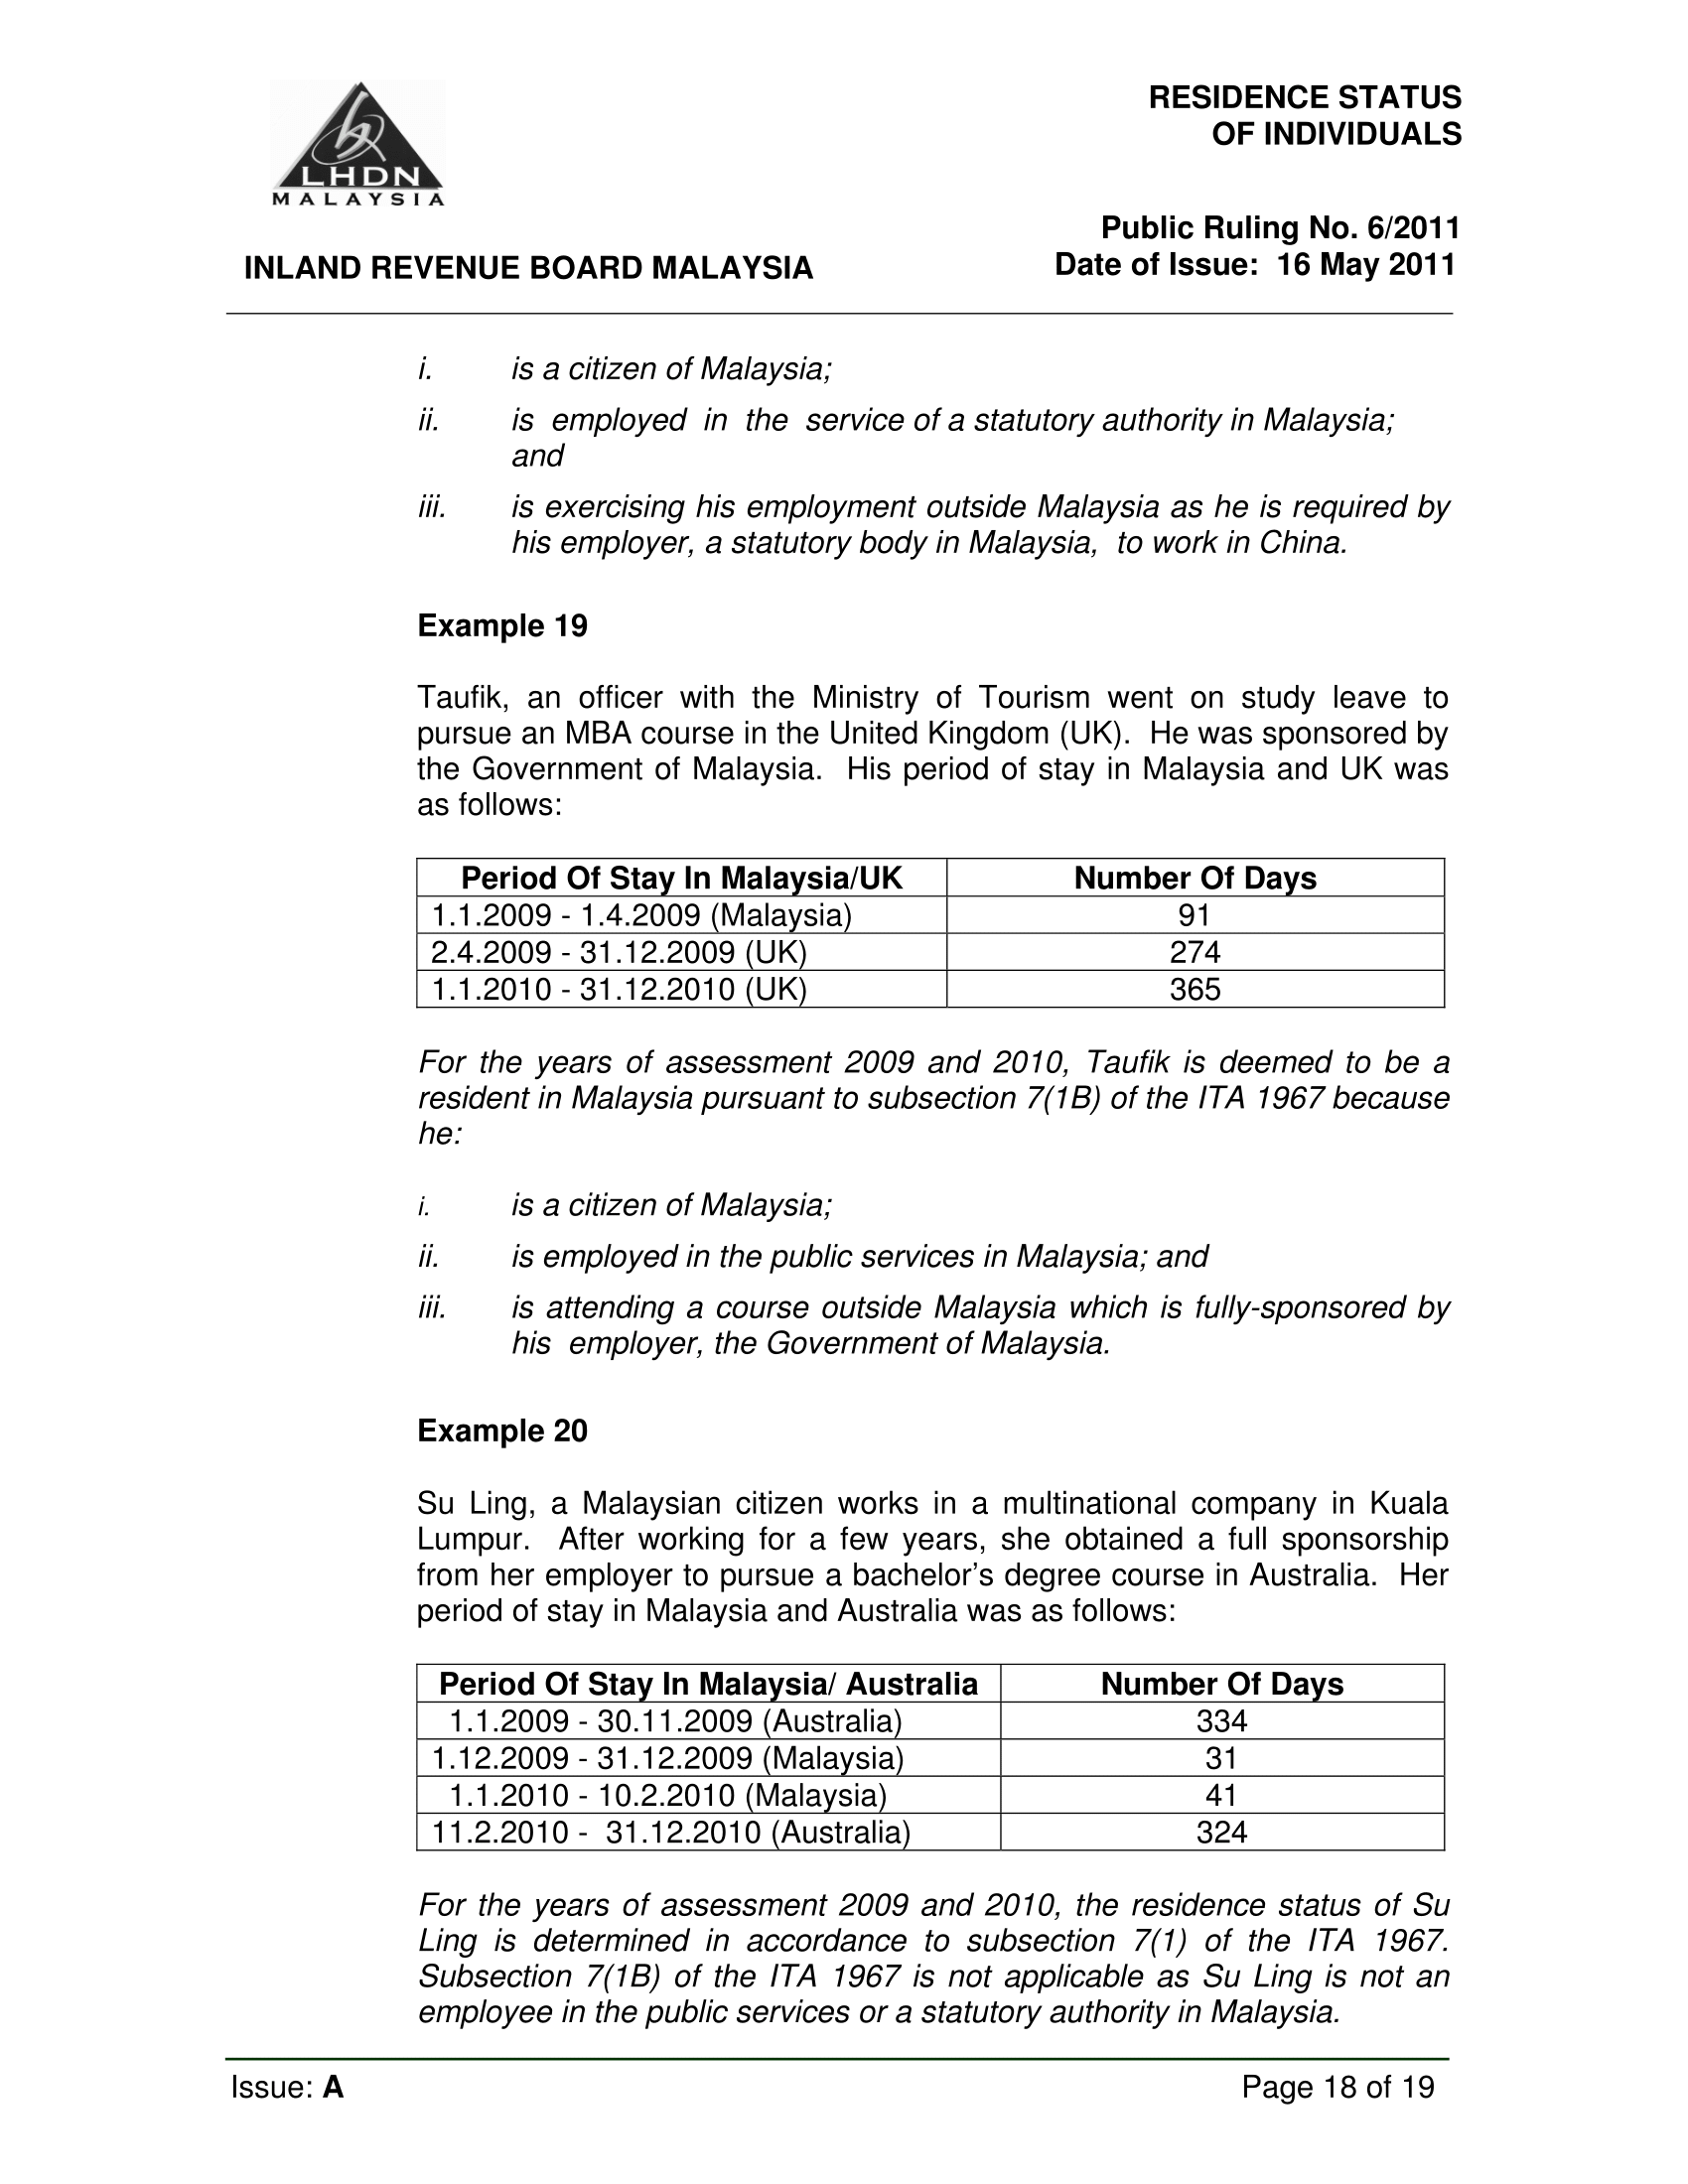 LHDN
MALAYSIA
INLAND REVENUE BOARD MALAYSIA
RESIDENCE STATUS
OF INDIVIDUALS
Public Ruling No. 6/2011
Date of Issue: 16 May 2011
i. is a citizen of Malaysia;
ii. is employed in the service of a statutory authority in Malaysia;
and
iii. is exercising his employment outside Malaysia as he is required by
his employer, a statutory body in Malaysia, to work in China.
Example 19
Taufik, an officer with the Ministry of Tourism went on study leave to
pursue an MBA course in the United Kingdom (UK). He was sponsored by
the Government of Malaysia. His period of stay in Malaysia and UK was
as follows:
Period Of Stay In Malaysia/UK Number Of Days
1.1.2009 - 1.4.2009 (Malaysia) 91
2.4.2009 - 31.12.2009 (UK) 274
1.1.2010 - 31.12.2010 (UK) 365
For the years of assessment 2009 and 2010, Taufik is deemed to be a
resident in Malaysia pursuant to subsection 7(1B) of the ITA 1967 because
he:
i. is a citizen of Malaysia;
ii. is employed in the public services in Malaysia; and
iii. is attending a course outside Malaysia which is fully-sponsored by
his employer, the Government of Malaysia.
Example 20
Su Ling, a Malaysian citizen works in a multinational company in Kuala
Lumpur. After working for a few years, she obtained a full sponsorship
from her employer to pursue a bachelor's degree course in Australia. Her
period of stay in Malaysia and Australia was as follows:
Period Of Stay In Malaysia/ Australia Number Of Days
1.1.2009 - 30.11.2009 (Australia) 334
1.12.2009 - 31.12.2009 (Malaysia) 31
1.1.2010 - 10.2.2010 (Malaysia) 41
11.2.2010 - 31.12.2010 (Australia) 324
For the years of assessment 2009 and 2010, the residence status of Su
Ling is determined in accordance to subsection 7(1) of the ITA 1967.
Subsection 7(1B) of the ITA 1967 is not applicable as Su Ling is not an
employee in the public services or a statutory authority in Malaysia.
Issue: A Page 18 of 19